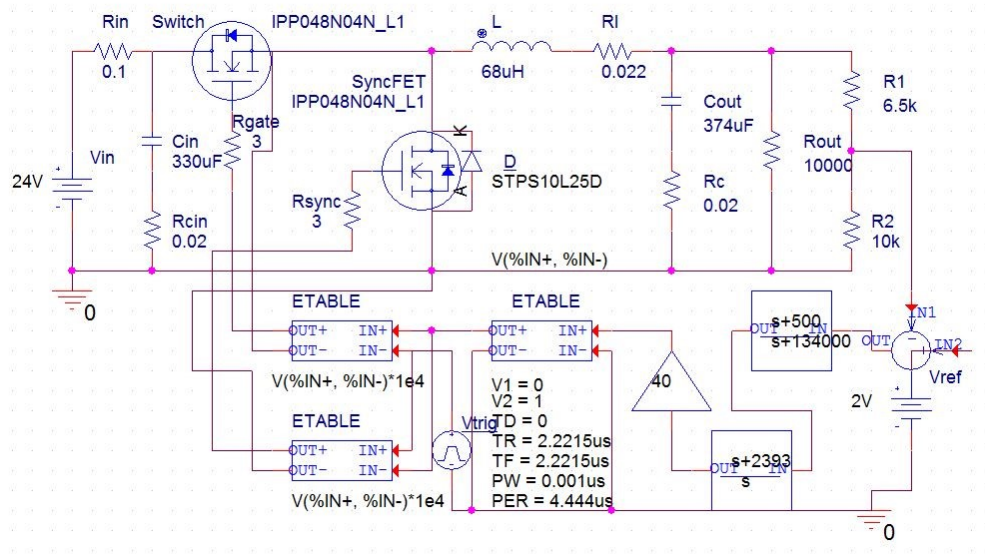 Rin
Switch
IPP048N04N_L1
L
Rl
0.1
68uH
0.022
SyncFET
IPP048N04N_L1
R1
6.5k
Cin
330uF
Rgate
3
K
A
D
STPS10L25D
Cout
374uF
Rout
10000
Vin
24V
Rsync
3
Rcin
0.02
Rc
0.02
R2
10k
V(%IN+, %IN-)
0
ETABLE
OUT+ IN+
OUT- IN-
V(%IN+, %IN-)*1e4
ETABLE
OUT+ IN+
OUT- IN-
ETABLE
OUT+ IN+
OUT- IN-
V(%IN+, %IN-)*1e4
Vtrig
V1 = 0
V2 = 1
TD = 0
TR = 2.2215us
TF = 2.2215us
PW = 0.001us
PER = 4.444us
40
s+500
OUT IN
s+134000
s+2393
OUT IN
s
IN1
OUT
IN2
Vref
2V
0